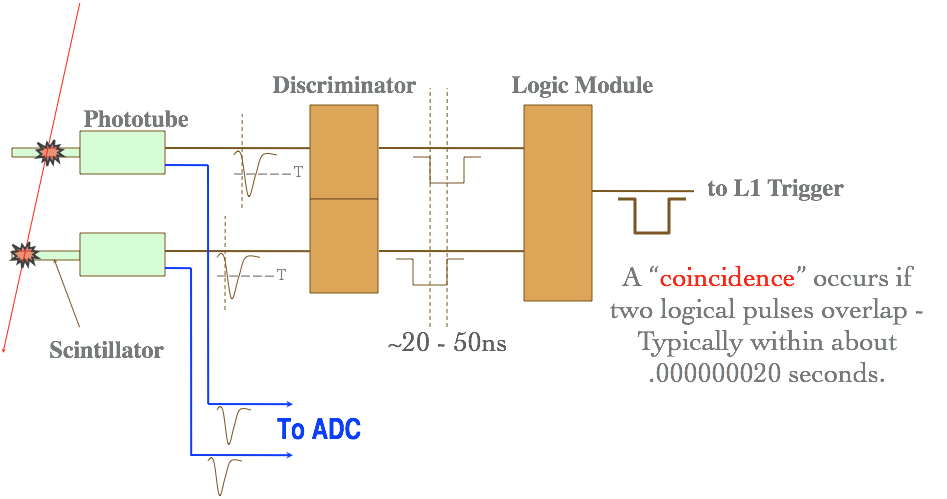 Discriminator
Logic Module
Phototube
T
to L1 Trigger
T
A “coincidence” occurs if
two logical pulses overlap -
Typically within about
.000000020 seconds.
~20 - 50ns
Scintillator
To ADC